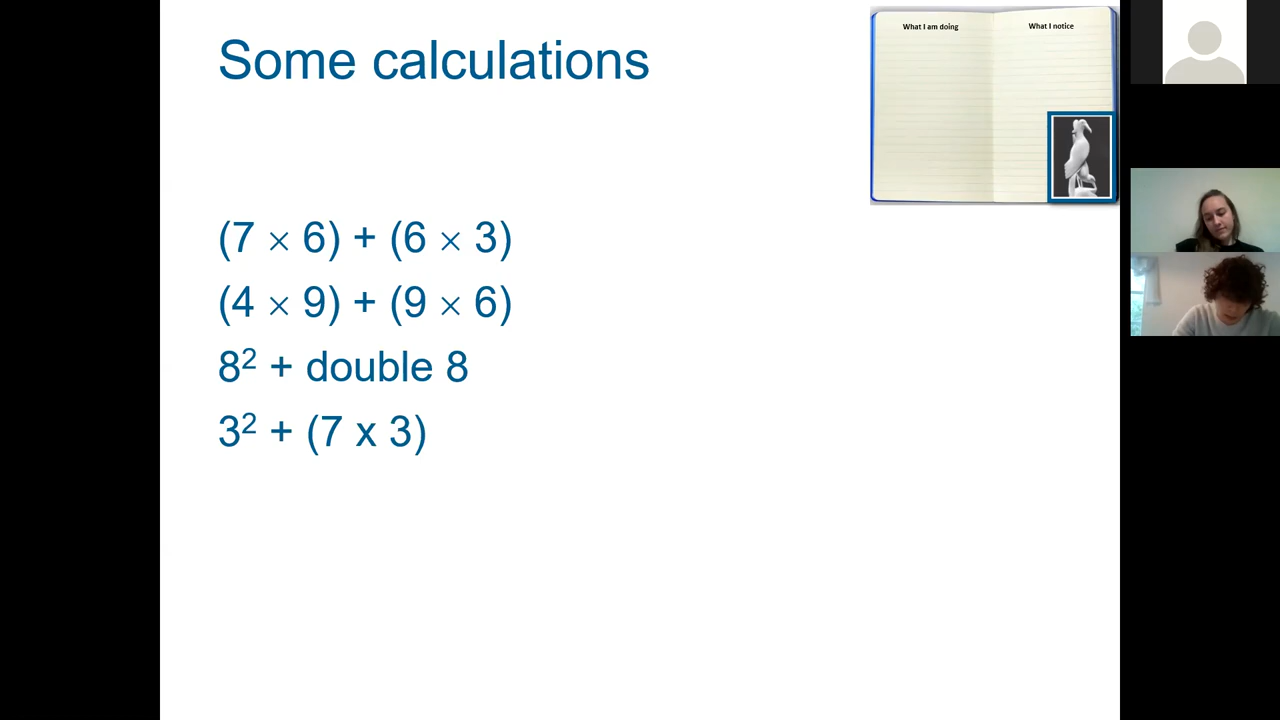 Some calculations
What I am doing
What I notice
(7 × 6) + (6 × 3)
(4 × 9) + (9 × 6)
8² + double 8
3² + (7 x 3)